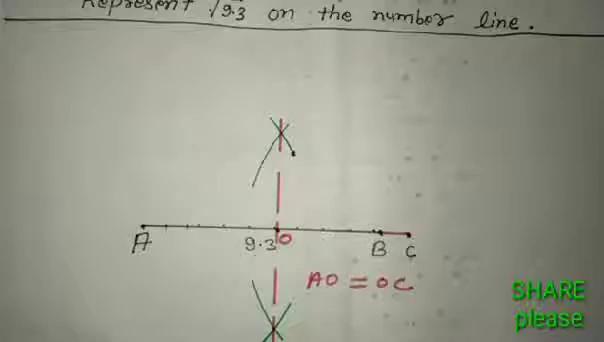 Represent √9.3 on the number line.
A 9.3 O B C
AO = OC
SHARE
please